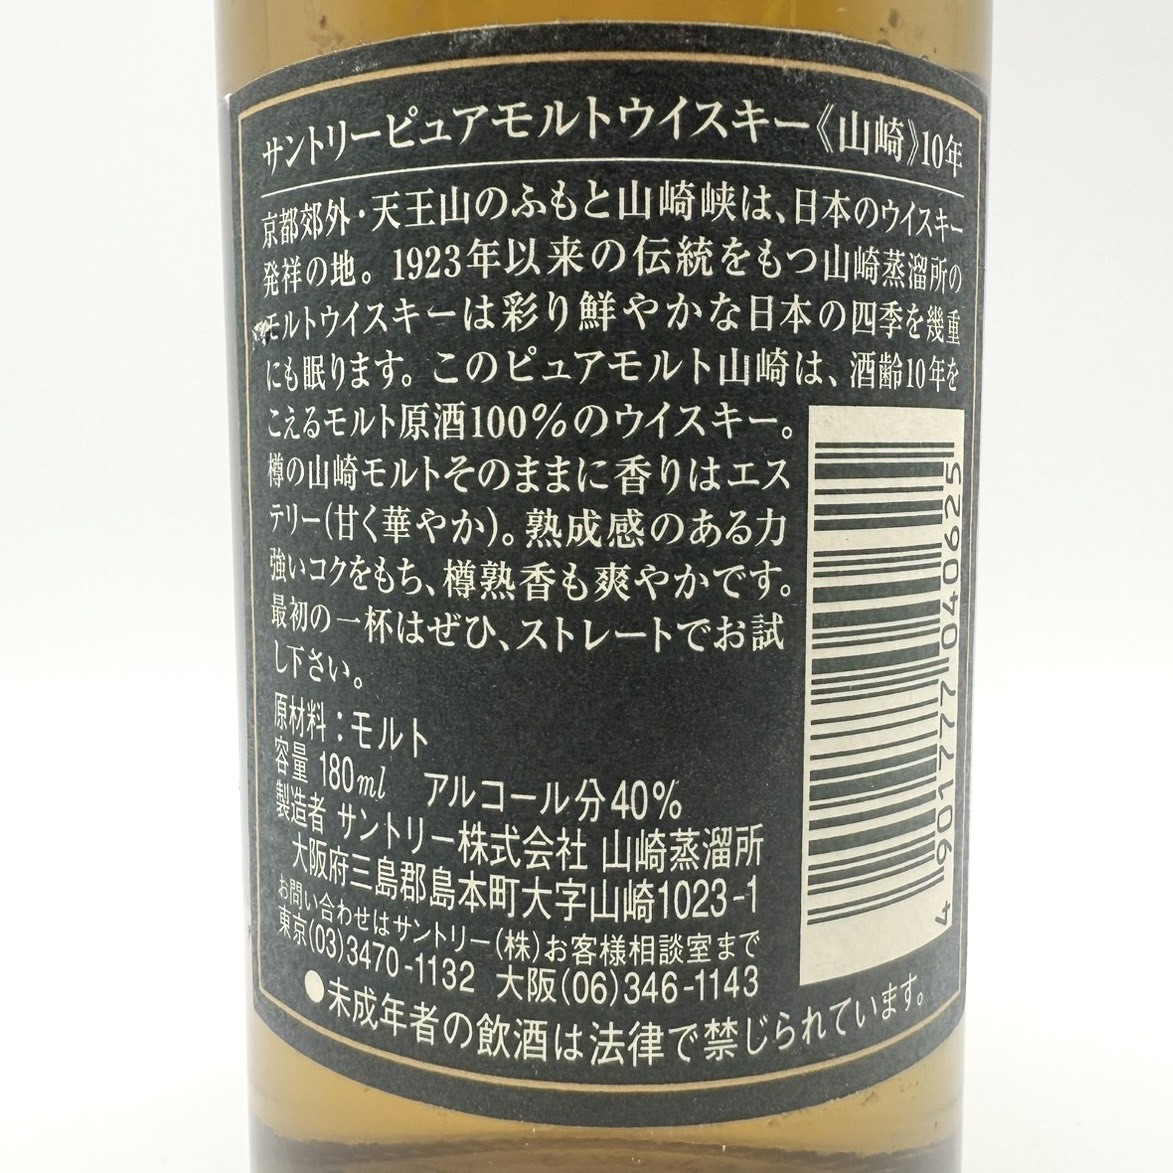 サントリーピュアモルトウイスキー《山崎》10年
京都郊外・天王山のふもと山崎峡は、日本のウイスキー
発祥の地。1923年以来の伝統をもつ山崎蒸溜所の
モルトウイスキーは彩り鮮やかな日本の四季を幾重
にも眠ります。このピュアモルト山崎は、酒齢10年を
こえるモルト原酒100%のウイスキー。
樽の山崎モルトそのままに香りはエス
テリー(甘く華やか)。熟成感のある力
強いコクをもち、樽熟香も爽やかです。
最初の一杯はぜひ、ストレートでお試
し下さい。
原材料：モルト
容量 180ml アルコール分40%
製造者 サントリー株式会社 山崎蒸溜所
大阪府三島郡島本町大字山崎1023-1
お問い合わせはサントリー(株)お客様相談室まで
東京(03)3470-1132 大阪(06)346-1143
●未成年者の飲酒は法律で禁じられています。
4 901777 040625